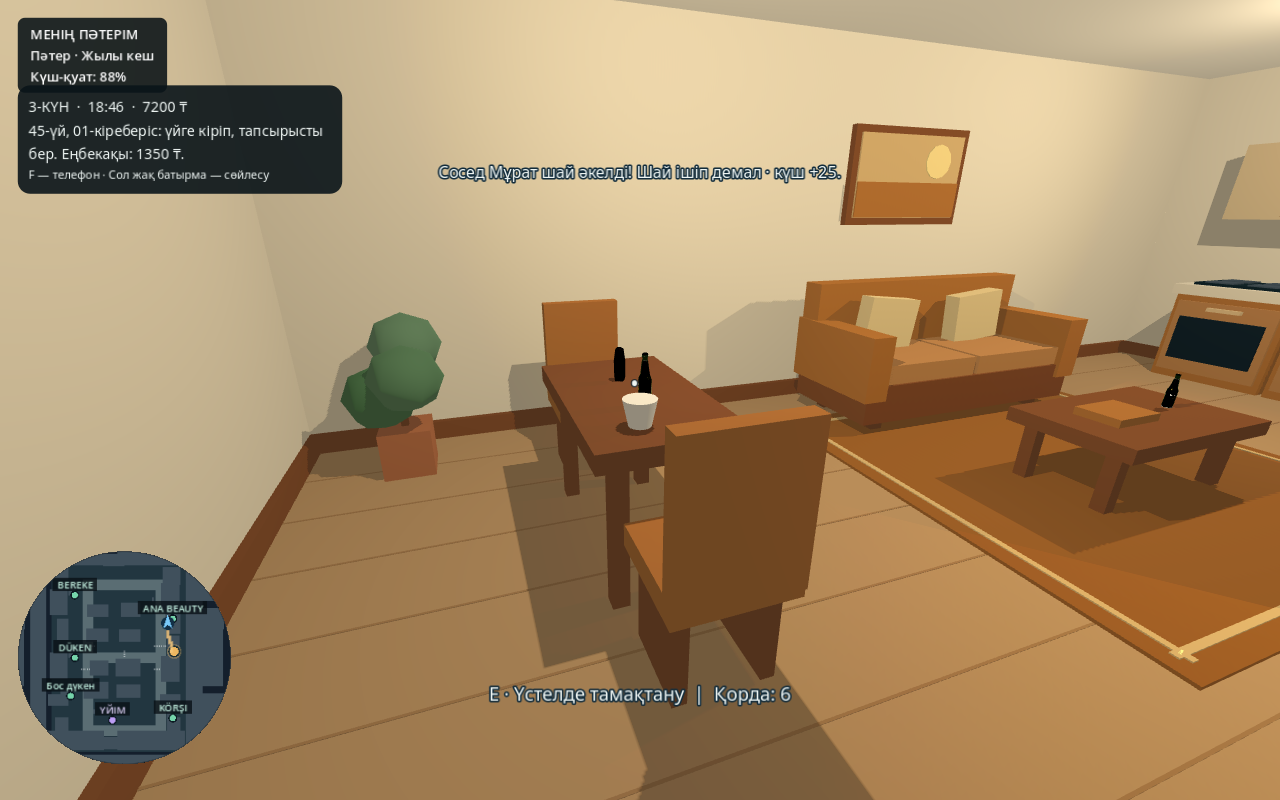 МЕНІҢ ПӘТЕРІМ
Пәтер · Жылы кеш
Күш-қуат: 88%
3-КҮН · 18:46 · 7200 ₸
45-үй, 01-кіреберіс: үйге кіріп, тапсырысты
бер. Еңбекақы: 1350 ₸.
F — телефон · Сол жақ батырма — сөйлесу
Сосед Мұрат шай әкелді! Шай ішіп демал · күш +25.
BEREKE
ANA BEAUTY
DÜKEN
Бос дүкен
ҮЙІМ
KÖRŞI
E · Үстелде тамақтану | Қорда: 6